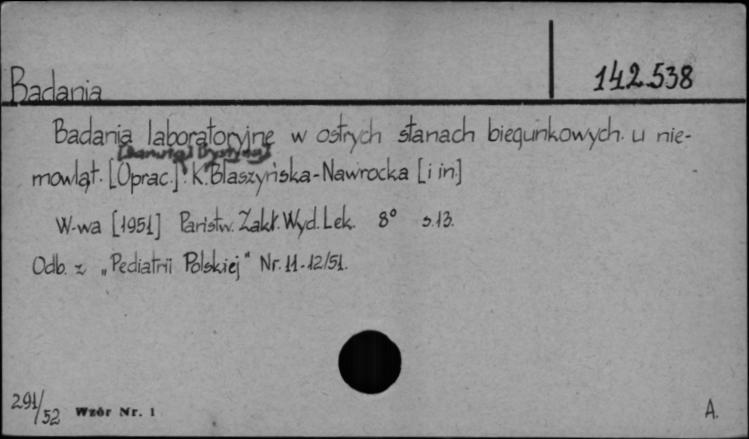 Badania
142.538
Badania laboratoryjne w ostrych stanach biegunkowych u nie-
mowląt. [Oprac.]: K. Błaszyńska-Nawrocka [i in.]
W-wa [1951] Państw. Zakł. Wyd. Lek. 8° s. 13.
Odb. z „Pediatrii Polskiej" Nr. 11-12/51.
291/52 Wzór Nr. 1
A.